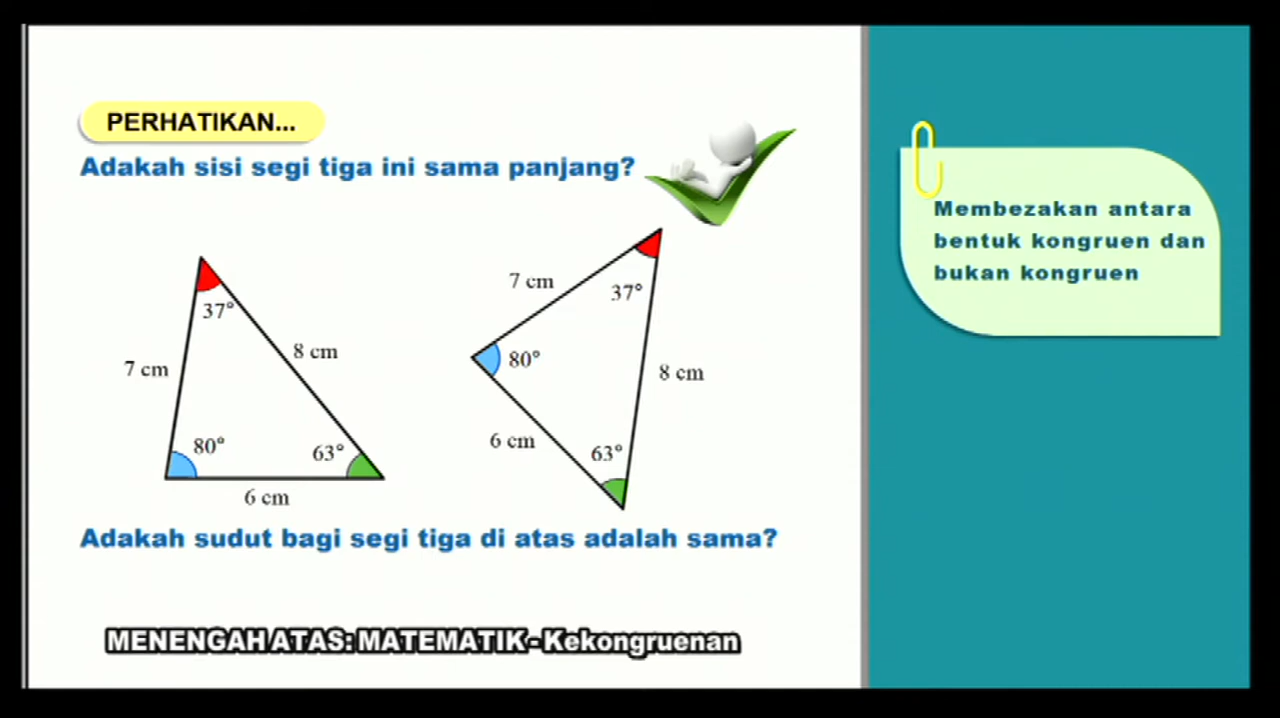 PERHATIKAN...
Adakah sisi segi tiga ini sama panjang?
37°
7 cm
8 cm
80°
63°
6 cm
7 cm
37°
80°
8 cm
6 cm
63°
Adakah sudut bagi segi tiga di atas adalah sama?
MENENGAH ATAS: MATEMATIK - Kekongruenan
Membezakan antara
bentuk kongruen dan
bukan kongruen